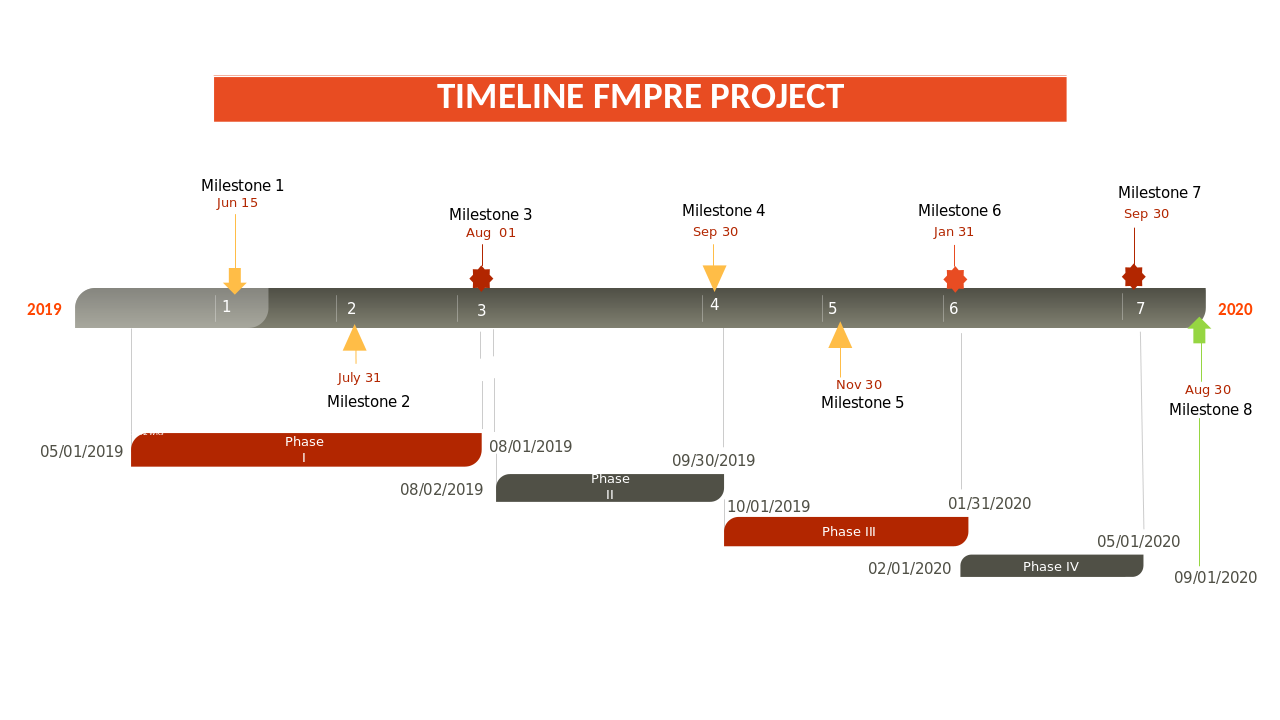 TIMELINE FMPRE PROJECT
Milestone 1
Jun 15
Milestone 3
Aug 01
Milestone 4
Sep 30
Milestone 6
Jan 31
Milestone 7
Sep 30
2019
1
2
3
4
5
6
7
2020
July 31
Milestone 2
Nov 30
Milestone 5
Aug 30
Milestone 8
05/01/2019
Phase
I
08/01/2019
08/02/2019
Phase
II
09/30/2019
10/01/2019
Phase III
01/31/2020
02/01/2020
Phase IV
05/01/2020
09/01/2020